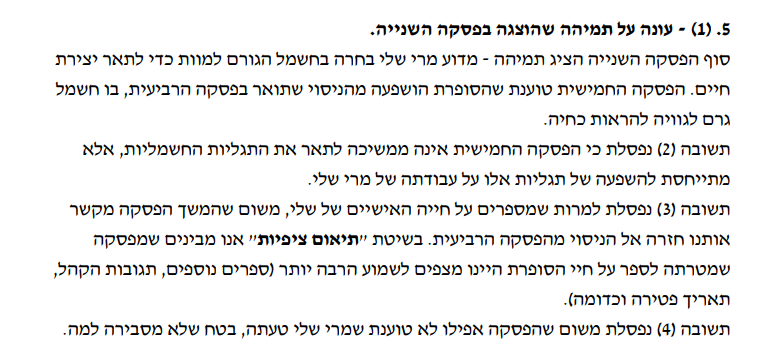 5. (1) - עונה על תמיהה שהוצגה בפסקה השנייה.
סוף הפסקה השנייה הציג תמיהה - מדוע מרי שלי בחרה בחשמל הגורם למוות כדי לתאר יצירת
חיים. הפסקה החמישית טוענת שהסופרת הושפעה מהניסוי שתואר בפסקה הרביעית, בו חשמל
גרם לגוויה להראות כחיה.
תשובה (2) נפסלת כי הפסקה החמישית אינה ממשיכה לתאר את התגליות החשמליות, אלא
מתייחסת להשפעה של תגליות אלו על עבודתה של מרי שלי.
תשובה (3) נפסלת למרות שמספרים על חייה האישיים של שלי, משום שהמשך הפסקה מקשר
אותנו חזרה אל הניסוי מהפסקה הרביעית. בשיטת "תיאום ציפיות" אנו מבינים שמפסקה
שמטרתה לספר על חיי הסופרת היינו מצפים לשמוע הרבה יותר (ספרים נוספים, תגובות הקהל,
תאריך פטירה וכדומה).
תשובה (4) נפסלת משום שהפסקה אפילו לא טוענת שמרי שלי טעתה, בטח שלא מסבירה למה.